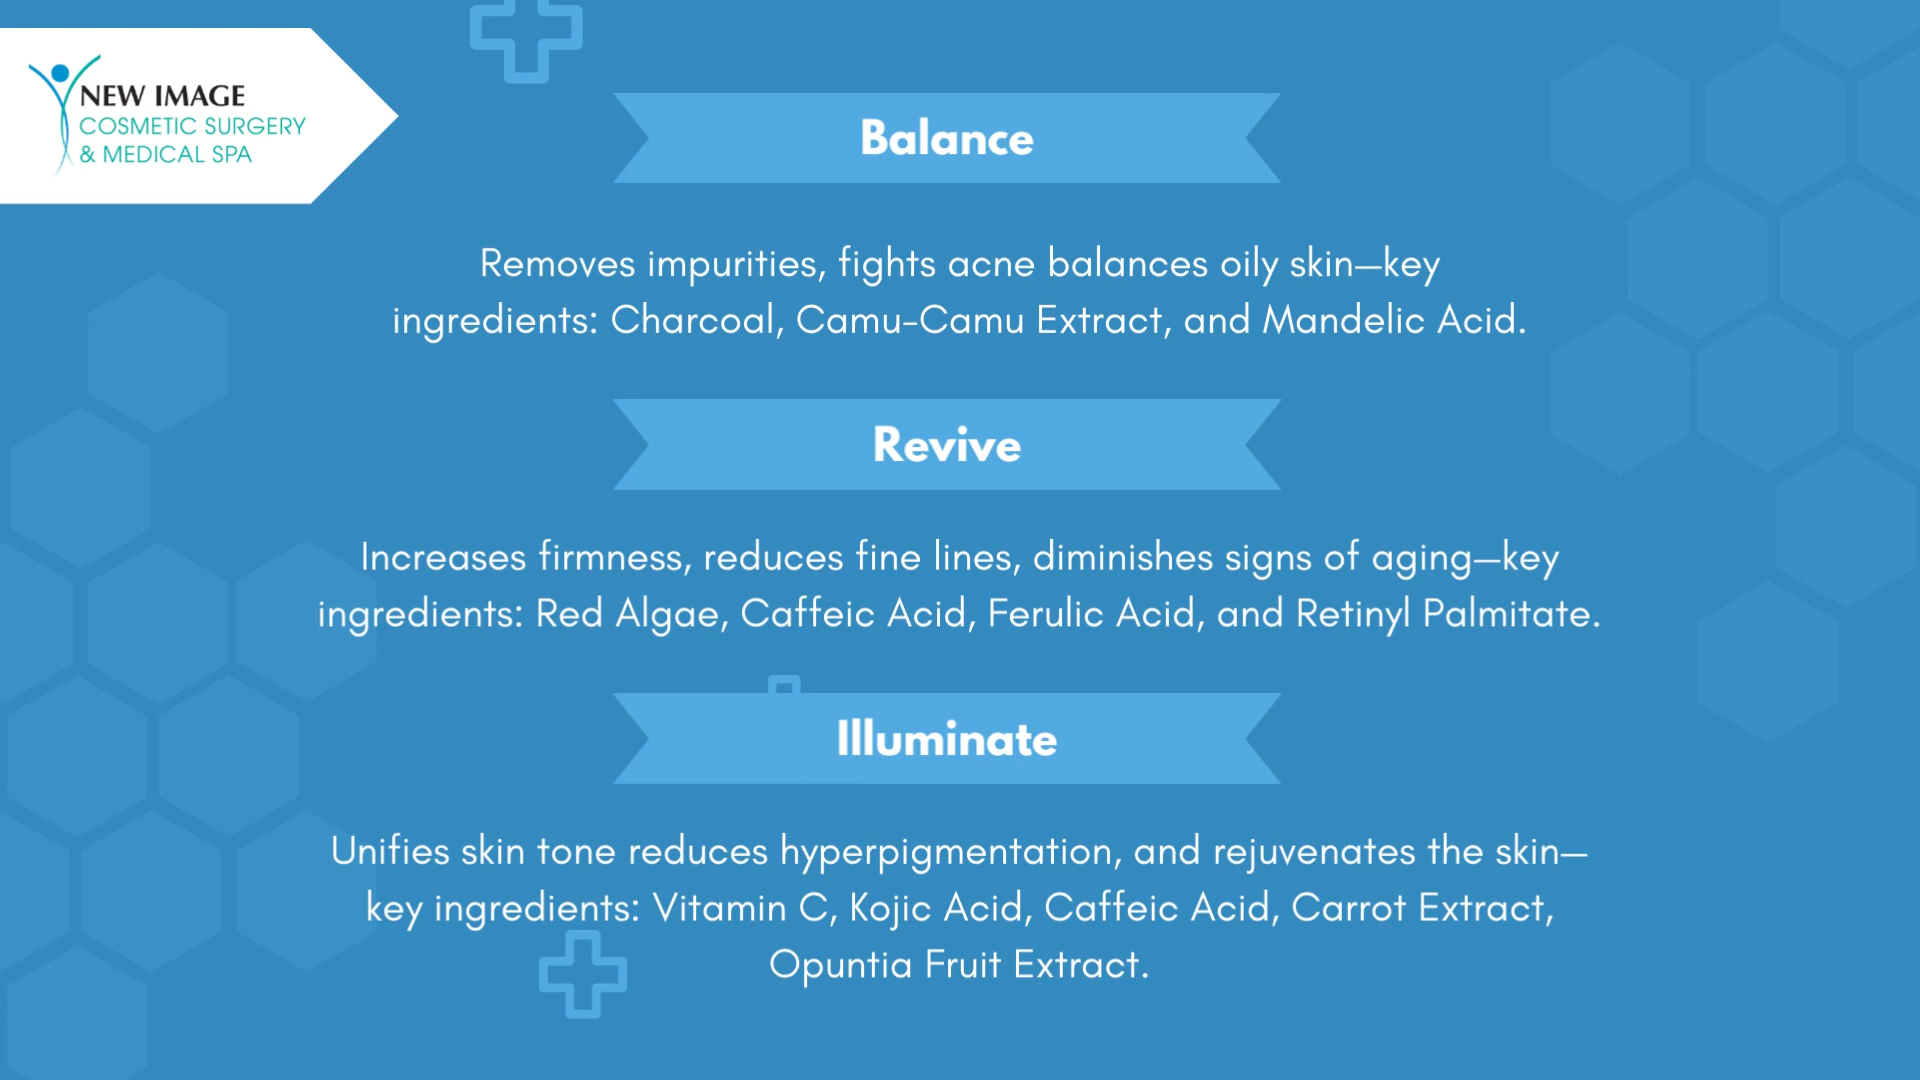 NEW IMAGE
COSMETIC SURGERY
& MEDICAL SPA
Balance
Removes impurities, fights acne balances oily skin—key
ingredients: Charcoal, Camu-Camu Extract, and Mandelic Acid.
Revive
Increases firmness, reduces fine lines, diminishes signs of aging—key
ingredients: Red Algae, Caffeic Acid, Ferulic Acid, and Retinyl Palmitate.
Illuminate
Unifies skin tone reduces hyperpigmentation, and rejuvenates the skin—
key ingredients: Vitamin C, Kojic Acid, Caffeic Acid, Carrot Extract,
Opuntia Fruit Extract.